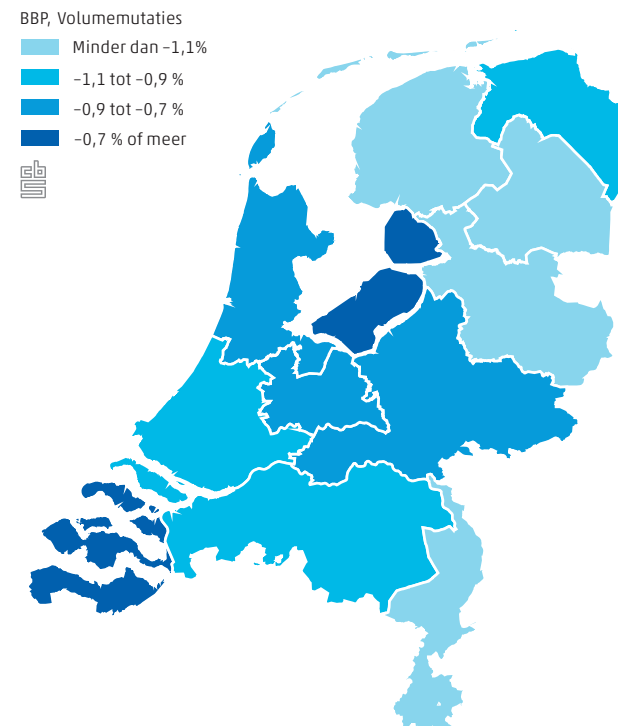 BBP, Volumemutaties
Minder dan –1,1%
–1,1 tot –0,9 %
–0,9 tot –0,7 %
–0,7 % of meer
cbs